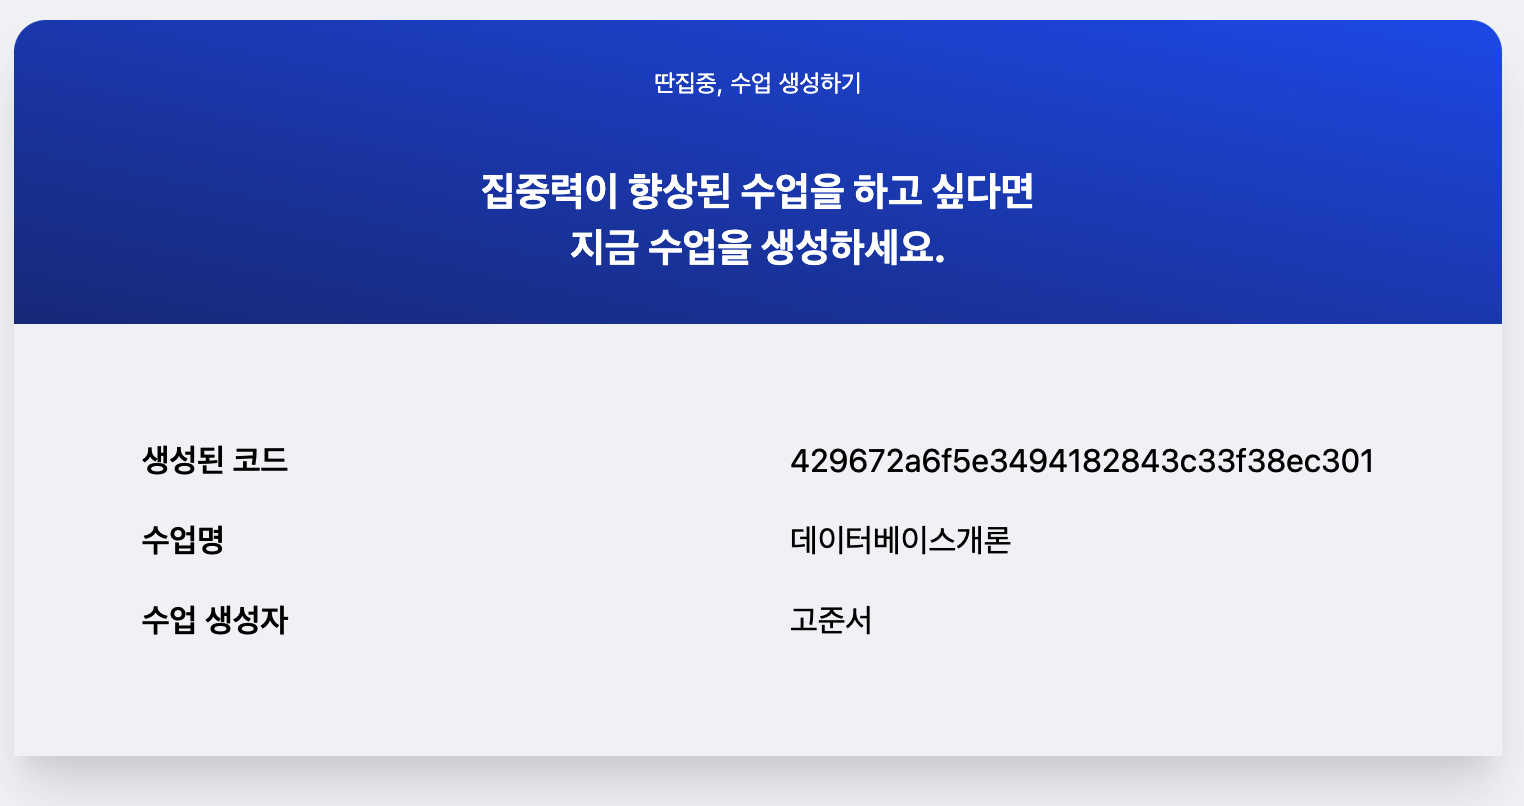 딴집중, 수업 생성하기
집중력이 향상된 수업을 하고 싶다면
지금 수업을 생성하세요.
생성된 코드 429672a6f5e3494182843c33f38ec301
수업명 데이터베이스개론
수업 생성자 고준서